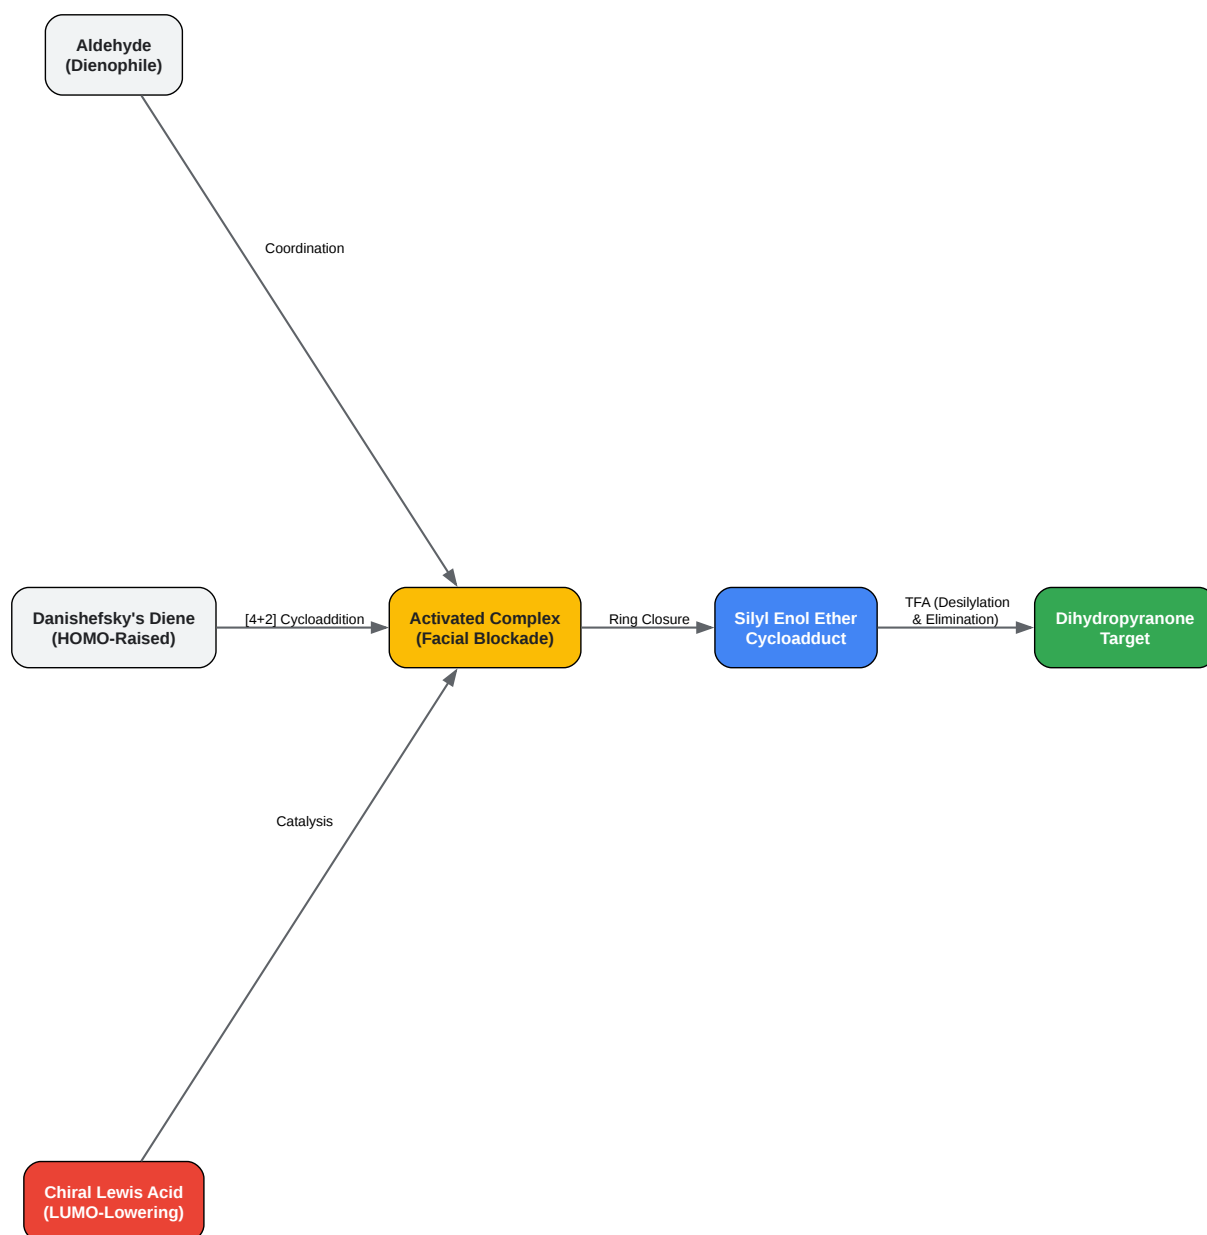 Aldehyde
(Dienophile)
Coordination
Danishefsky's Diene
(HOMO-Raised)
[4+2] Cycloaddition
Activated Complex
(Facial Blockade)
Ring Closure
Silyl Enol Ether
Cycloadduct
TFA (Desilylation
& Elimination)
Dihydropyranone
Target
Catalysis
Chiral Lewis Acid
(LUMO-Lowering)